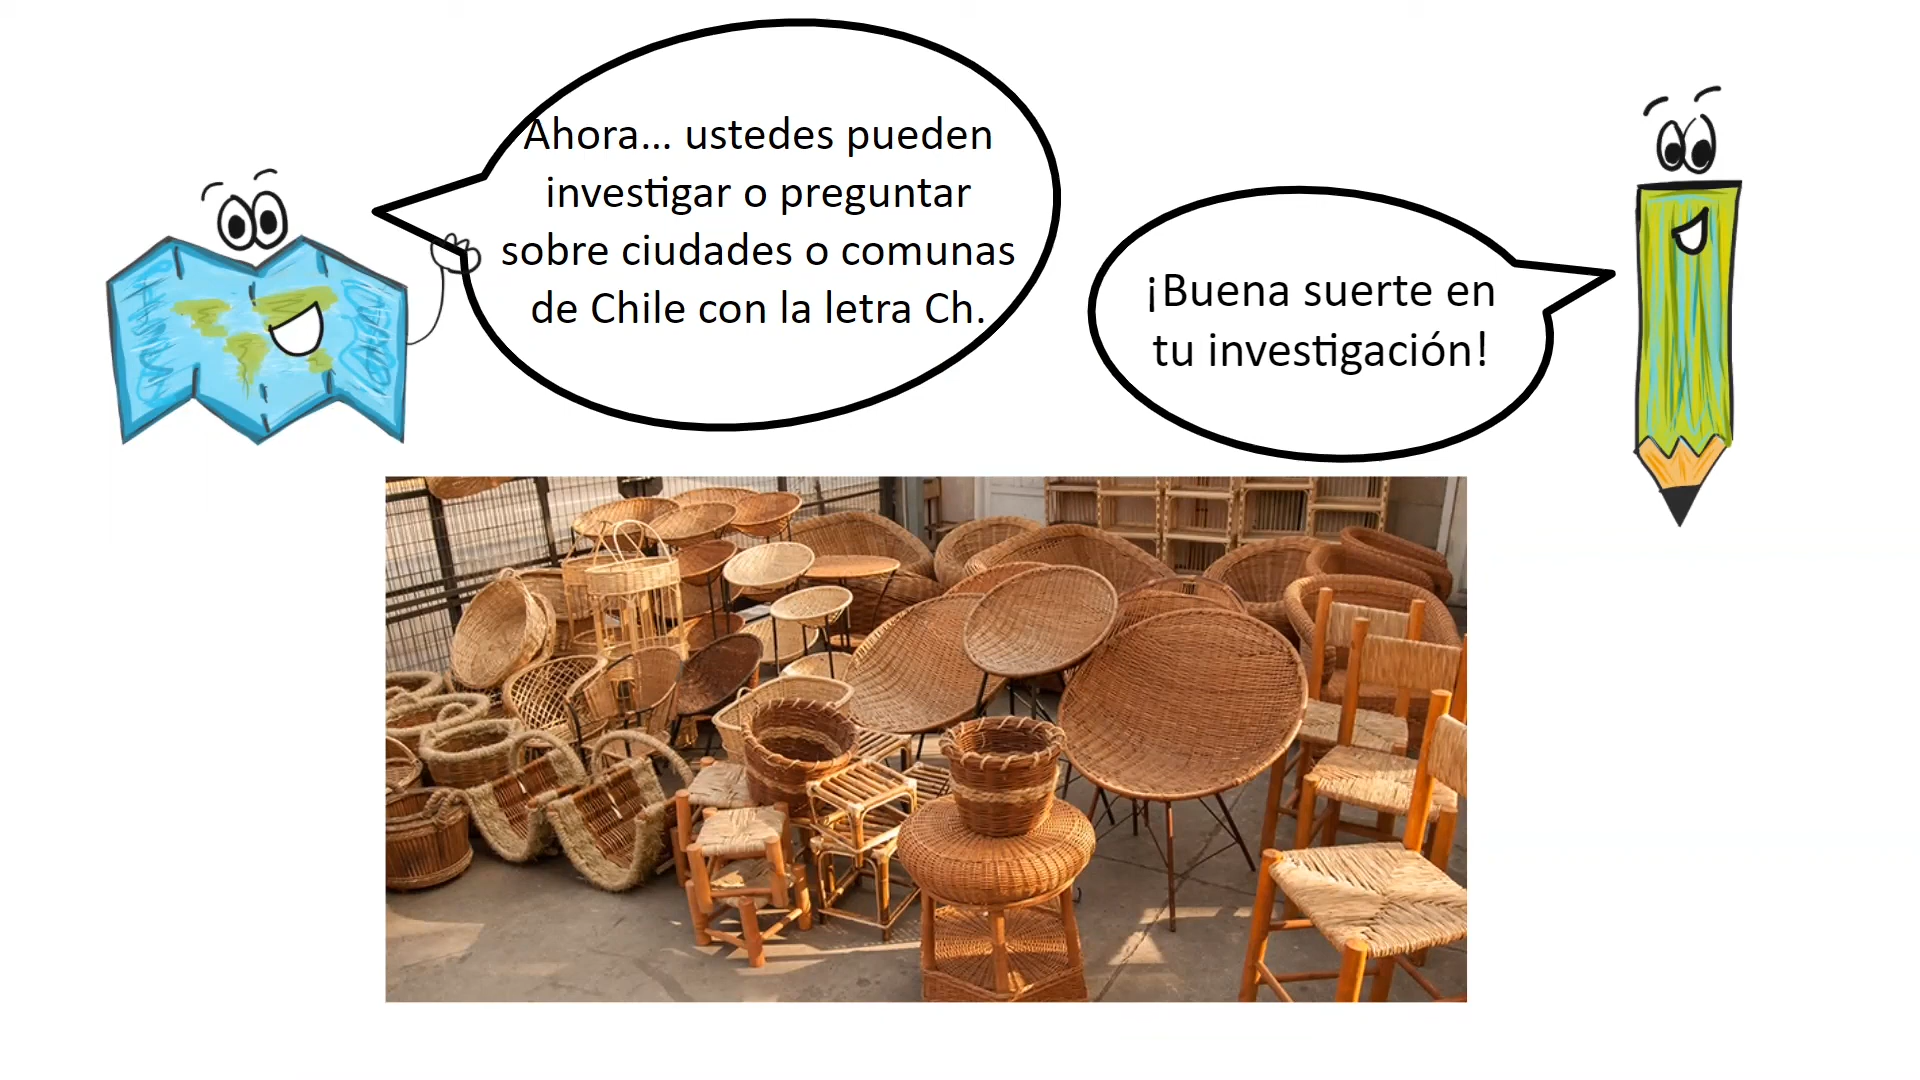 Ahora... ustedes pueden
investigar o preguntar
sobre ciudades o comunas
de Chile con la letra Ch.
¡Buena suerte en
tu investigación!